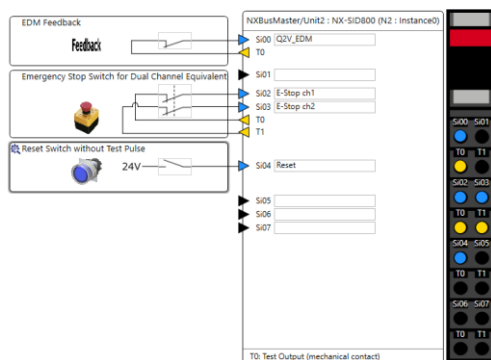 EDM Feedback
Feedback
Emergency Stop Switch for Dual Channel Equivalent
Reset Switch without Test Pulse
24V
NXBusMaster/Unit2 : NX-SID800 (N2 : Instance0)
Si00 Q2V_EDM
T0
Si01
Si02 E-Stop ch1
Si03 E-Stop ch2
T0
T1
Si04 Reset
Si05
Si06
Si07
T0: Test Output (mechanical contact)
Si00 Si01
T0 T1
Si02 Si03
T0 T1
Si04 Si05
T0 T1
Si06 Si07
T0 T1